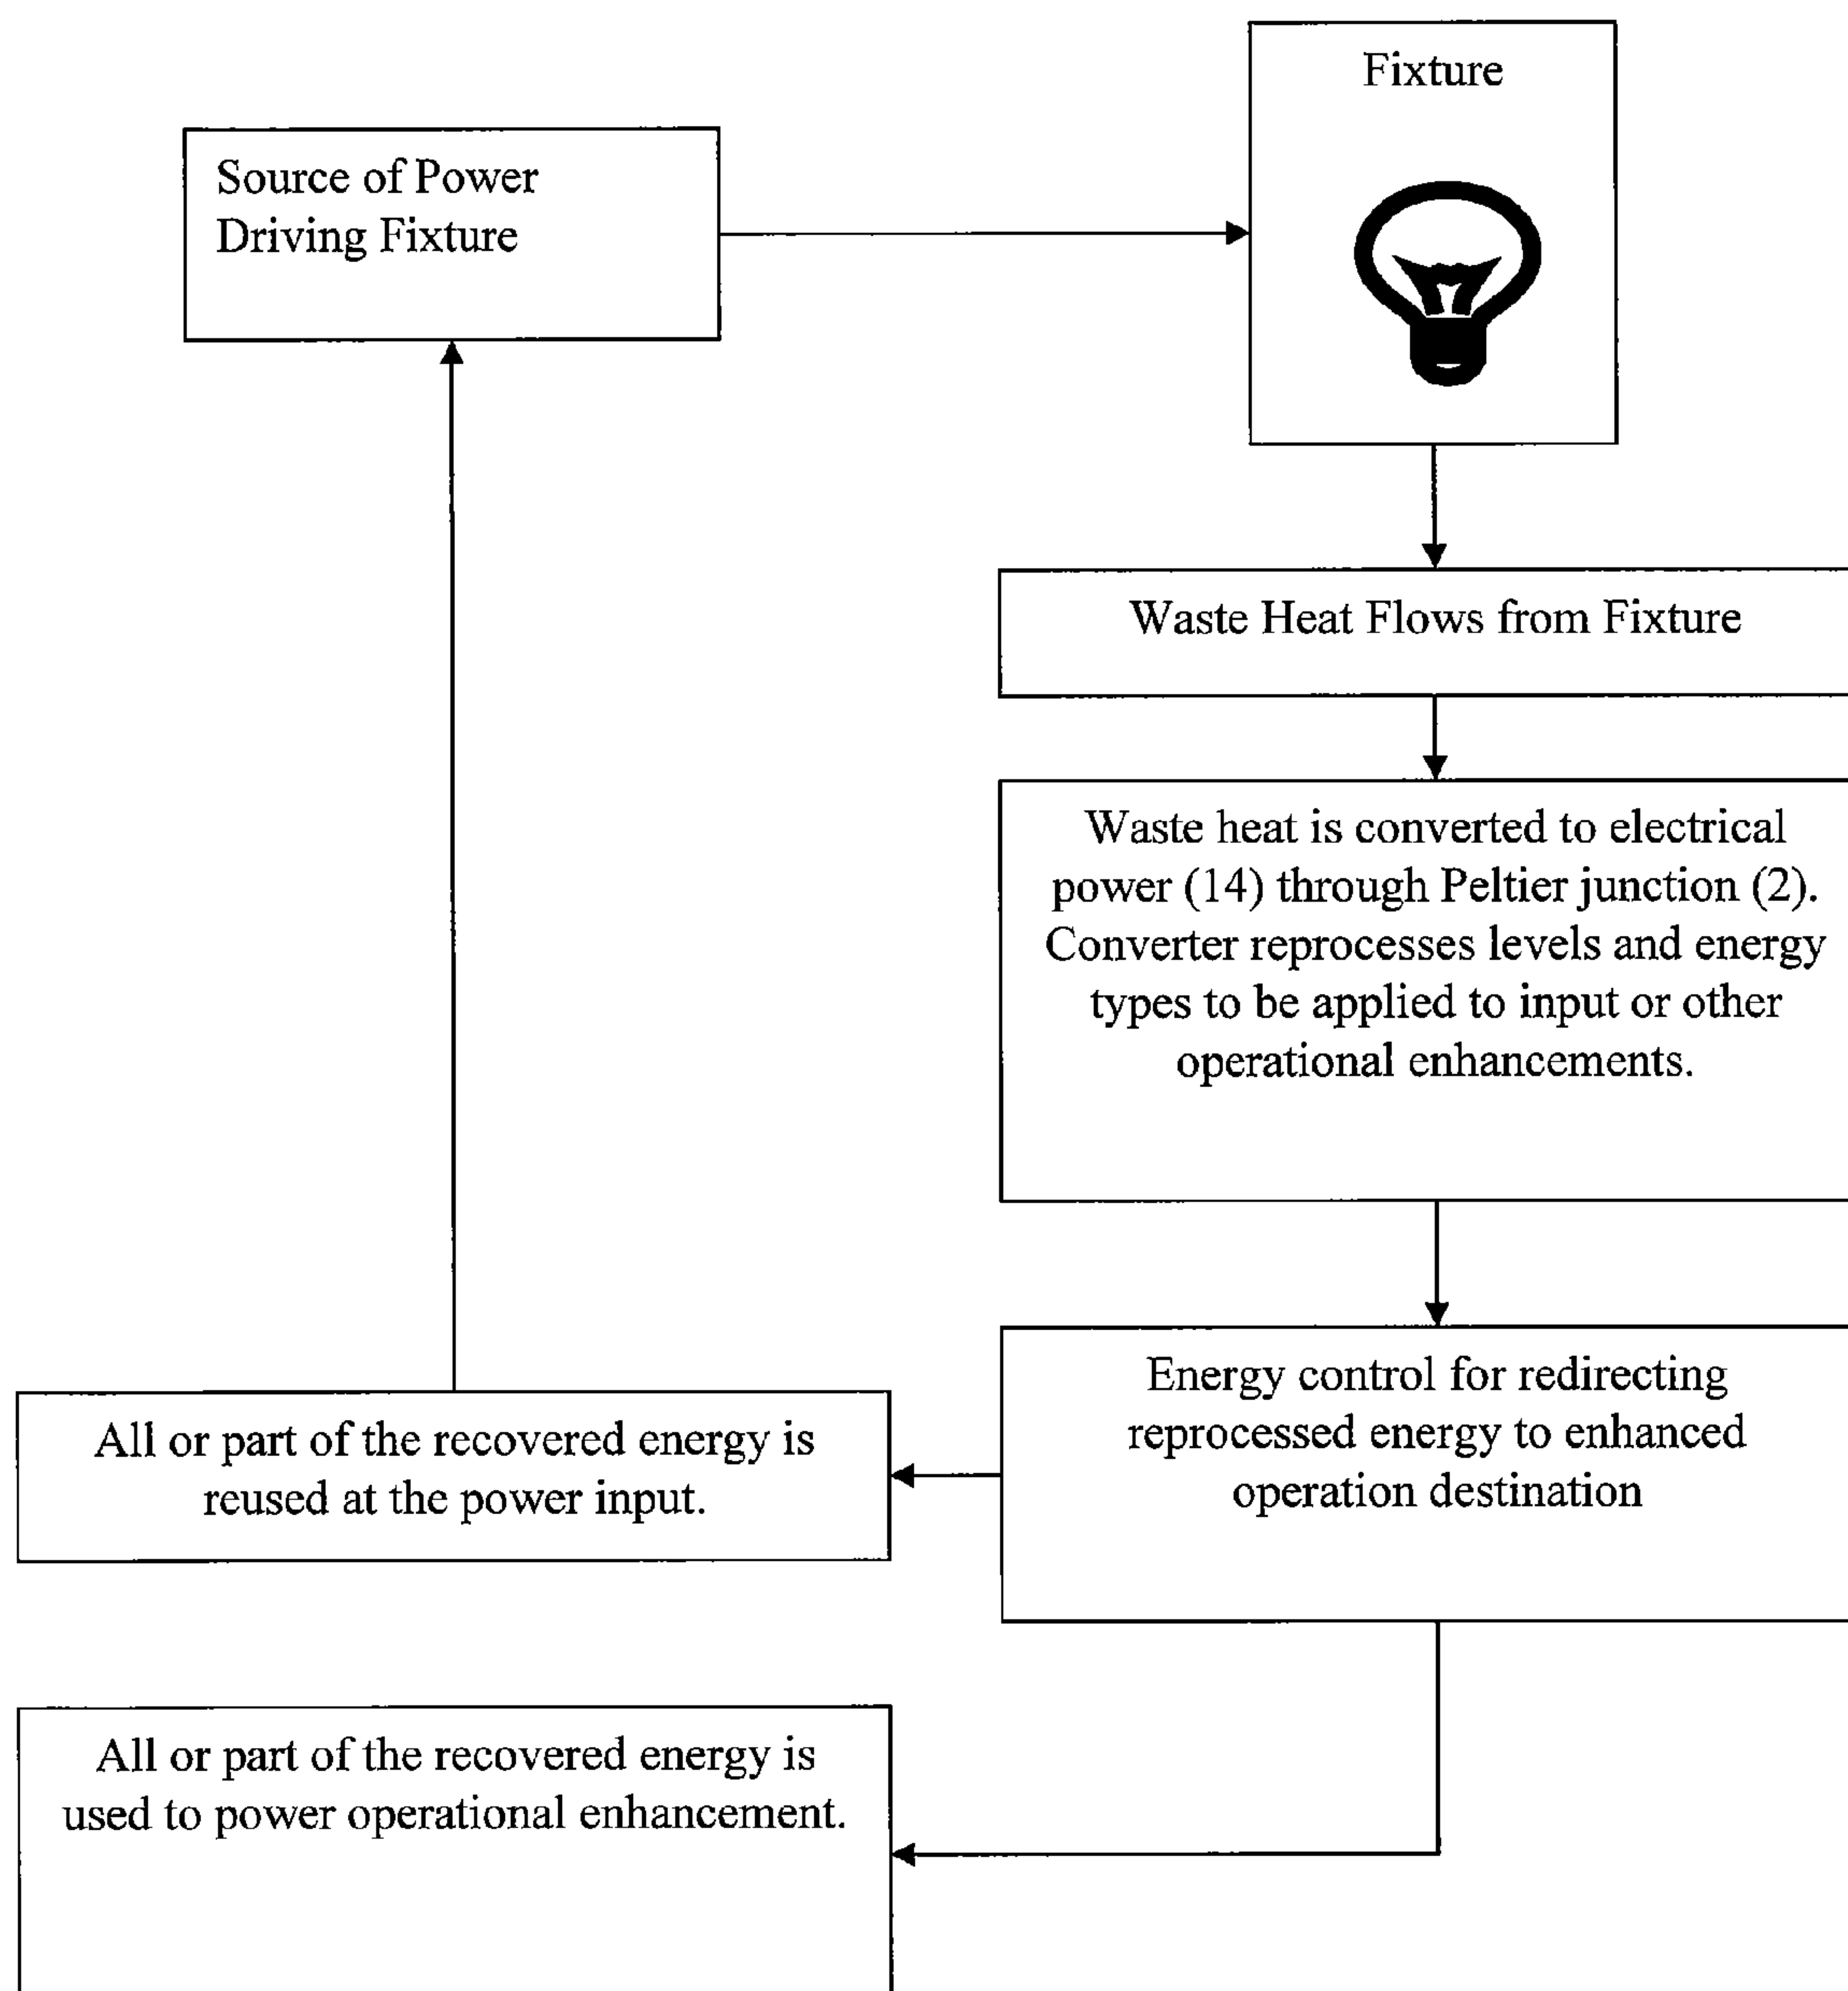 Fixture
Source of Power
Driving Fixture
Waste Heat Flows from Fixture
Waste heat is converted to electrical
power (14) through Peltier junction (2).
Converter reprocesses levels and energy
types to be applied to input or other
operational enhancements.
Energy control for redirecting
reprocessed energy to enhanced
operation destination
All or part of the recovered energy is
reused at the power input.
All or part of the recovered energy is
used to power operational enhancement.